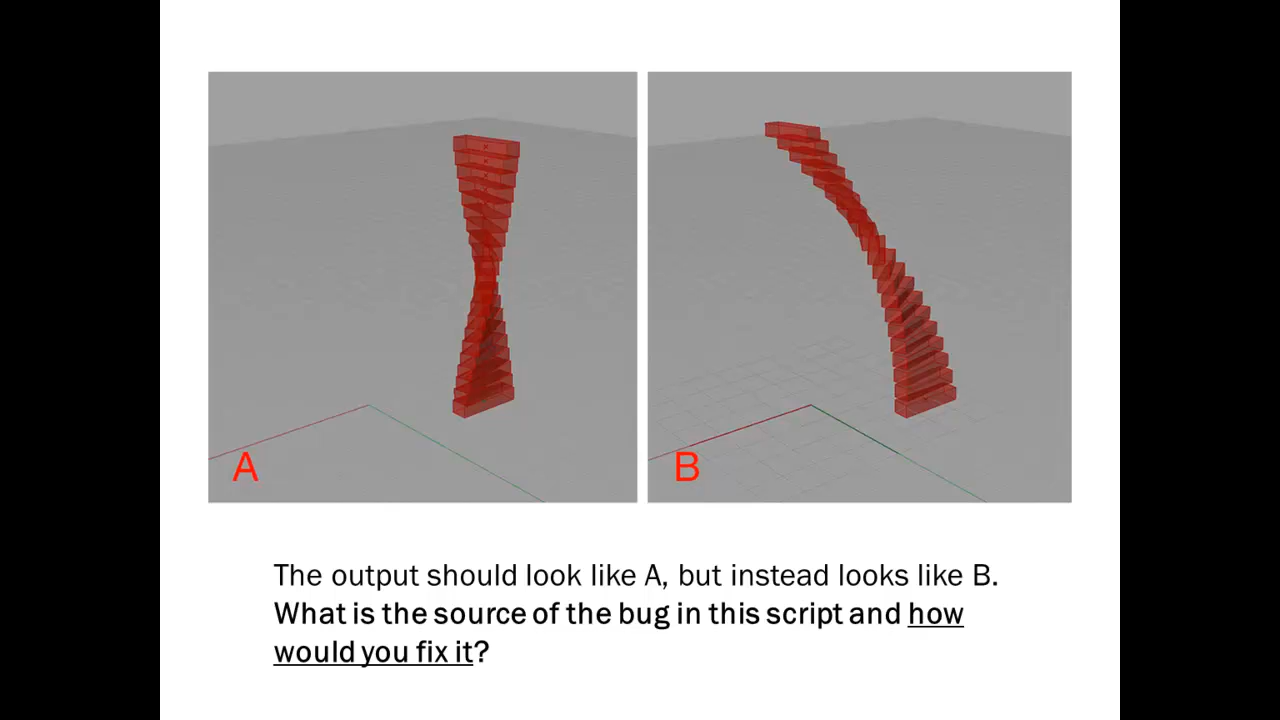 A
B
The output should look like A, but instead looks like B.
What is the source of the bug in this script and how
would you fix it?